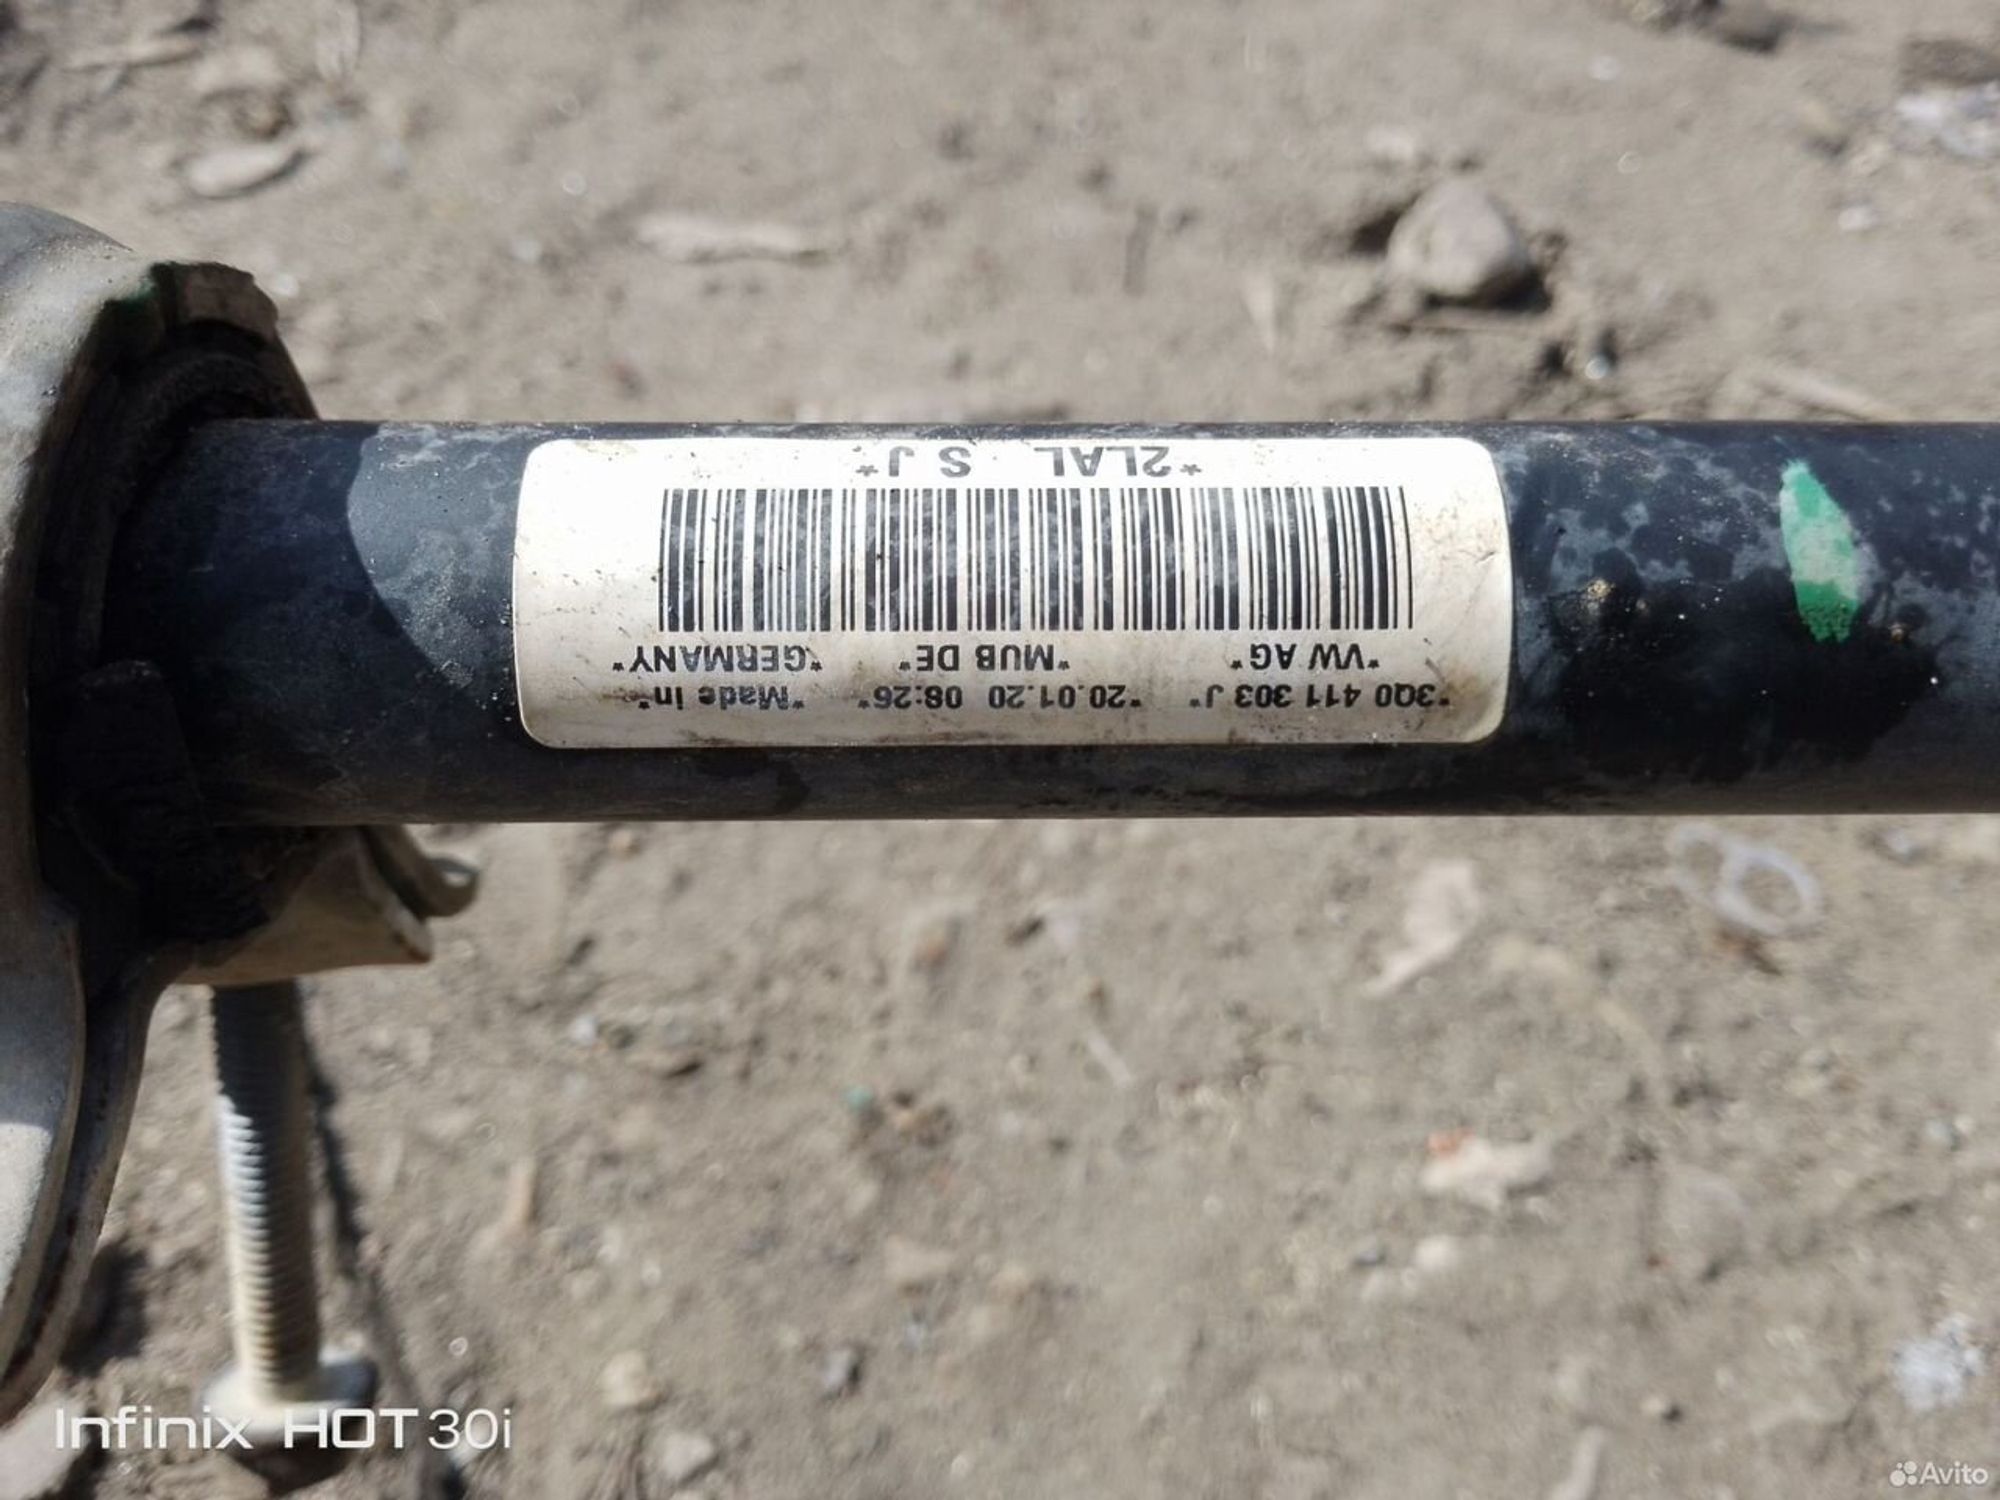 *3Q0 411 303 J* *20.01.20 08:26* *Made in*
*VW AG* *MUB DE* *GERMANY*
*2LAL S J*
Infinix HOT 30i
Avito